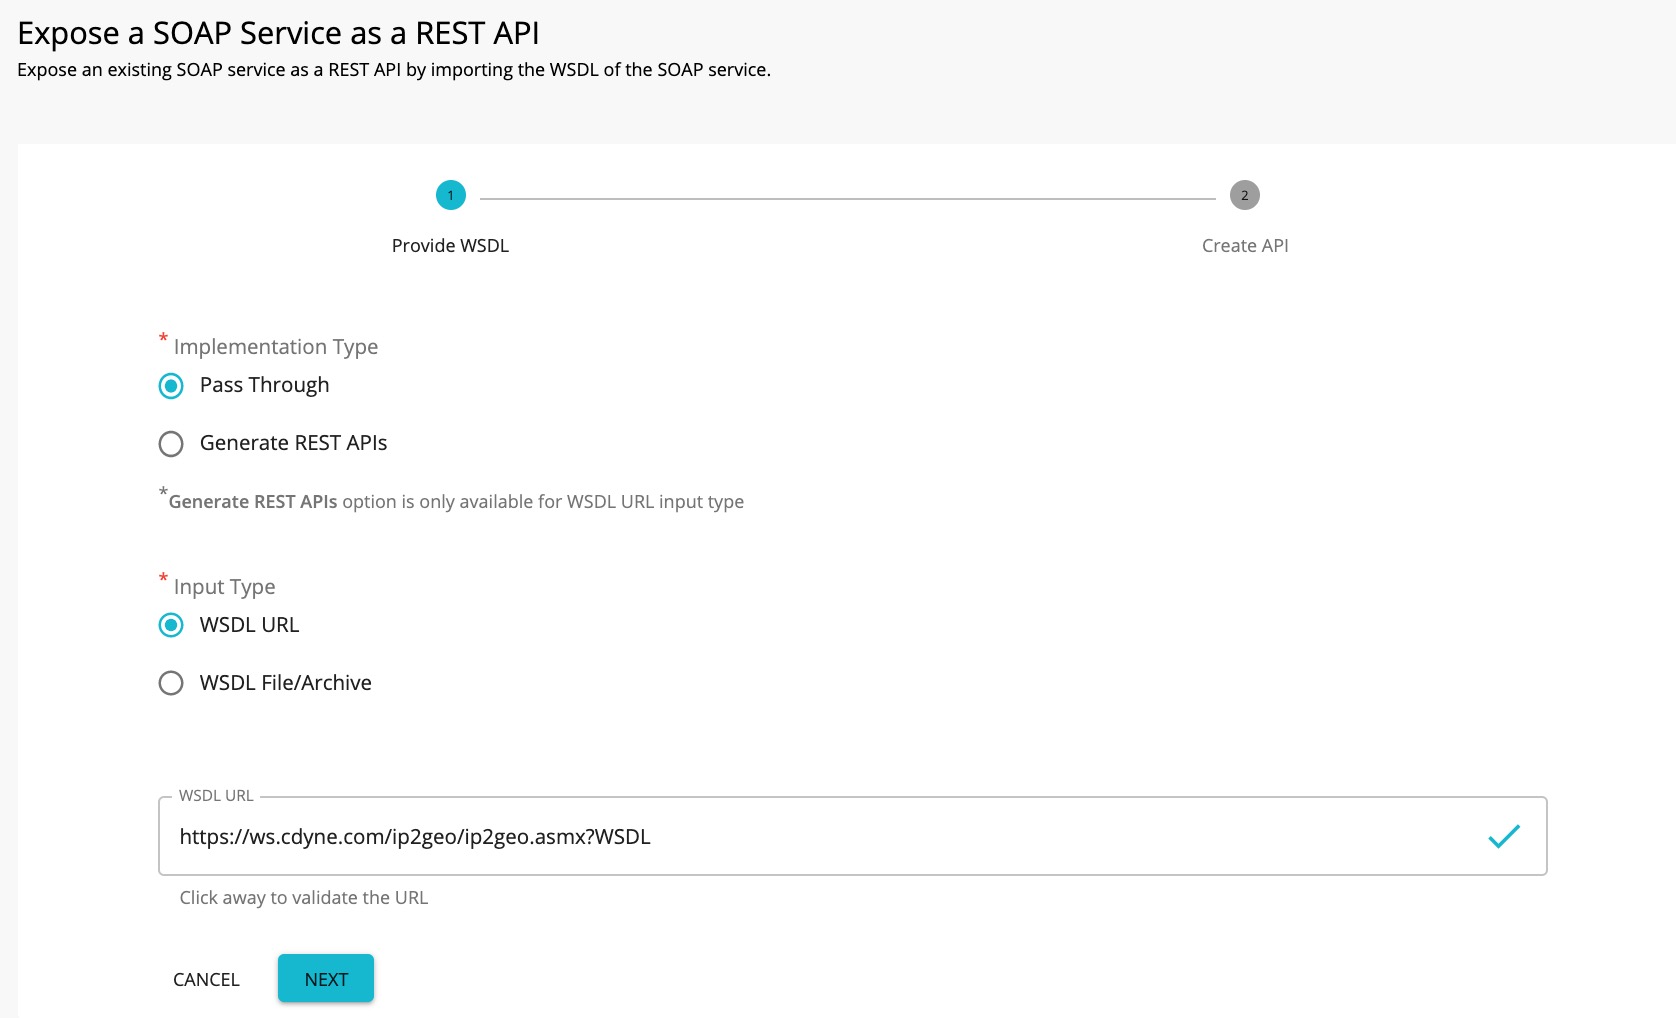 Expose a SOAP Service as a REST API
Expose an existing SOAP service as a REST API by importing the WSDL of the SOAP service.
1
2
Provide WSDL
Create API
* Implementation Type
Pass Through
Generate REST APIs
*Generate REST APIs option is only available for WSDL URL input type
* Input Type
WSDL URL
WSDL File/Archive
WSDL URL
https://ws.cdyne.com/ip2geo/ip2geo.asmx?WSDL
Click away to validate the URL
CANCEL
NEXT